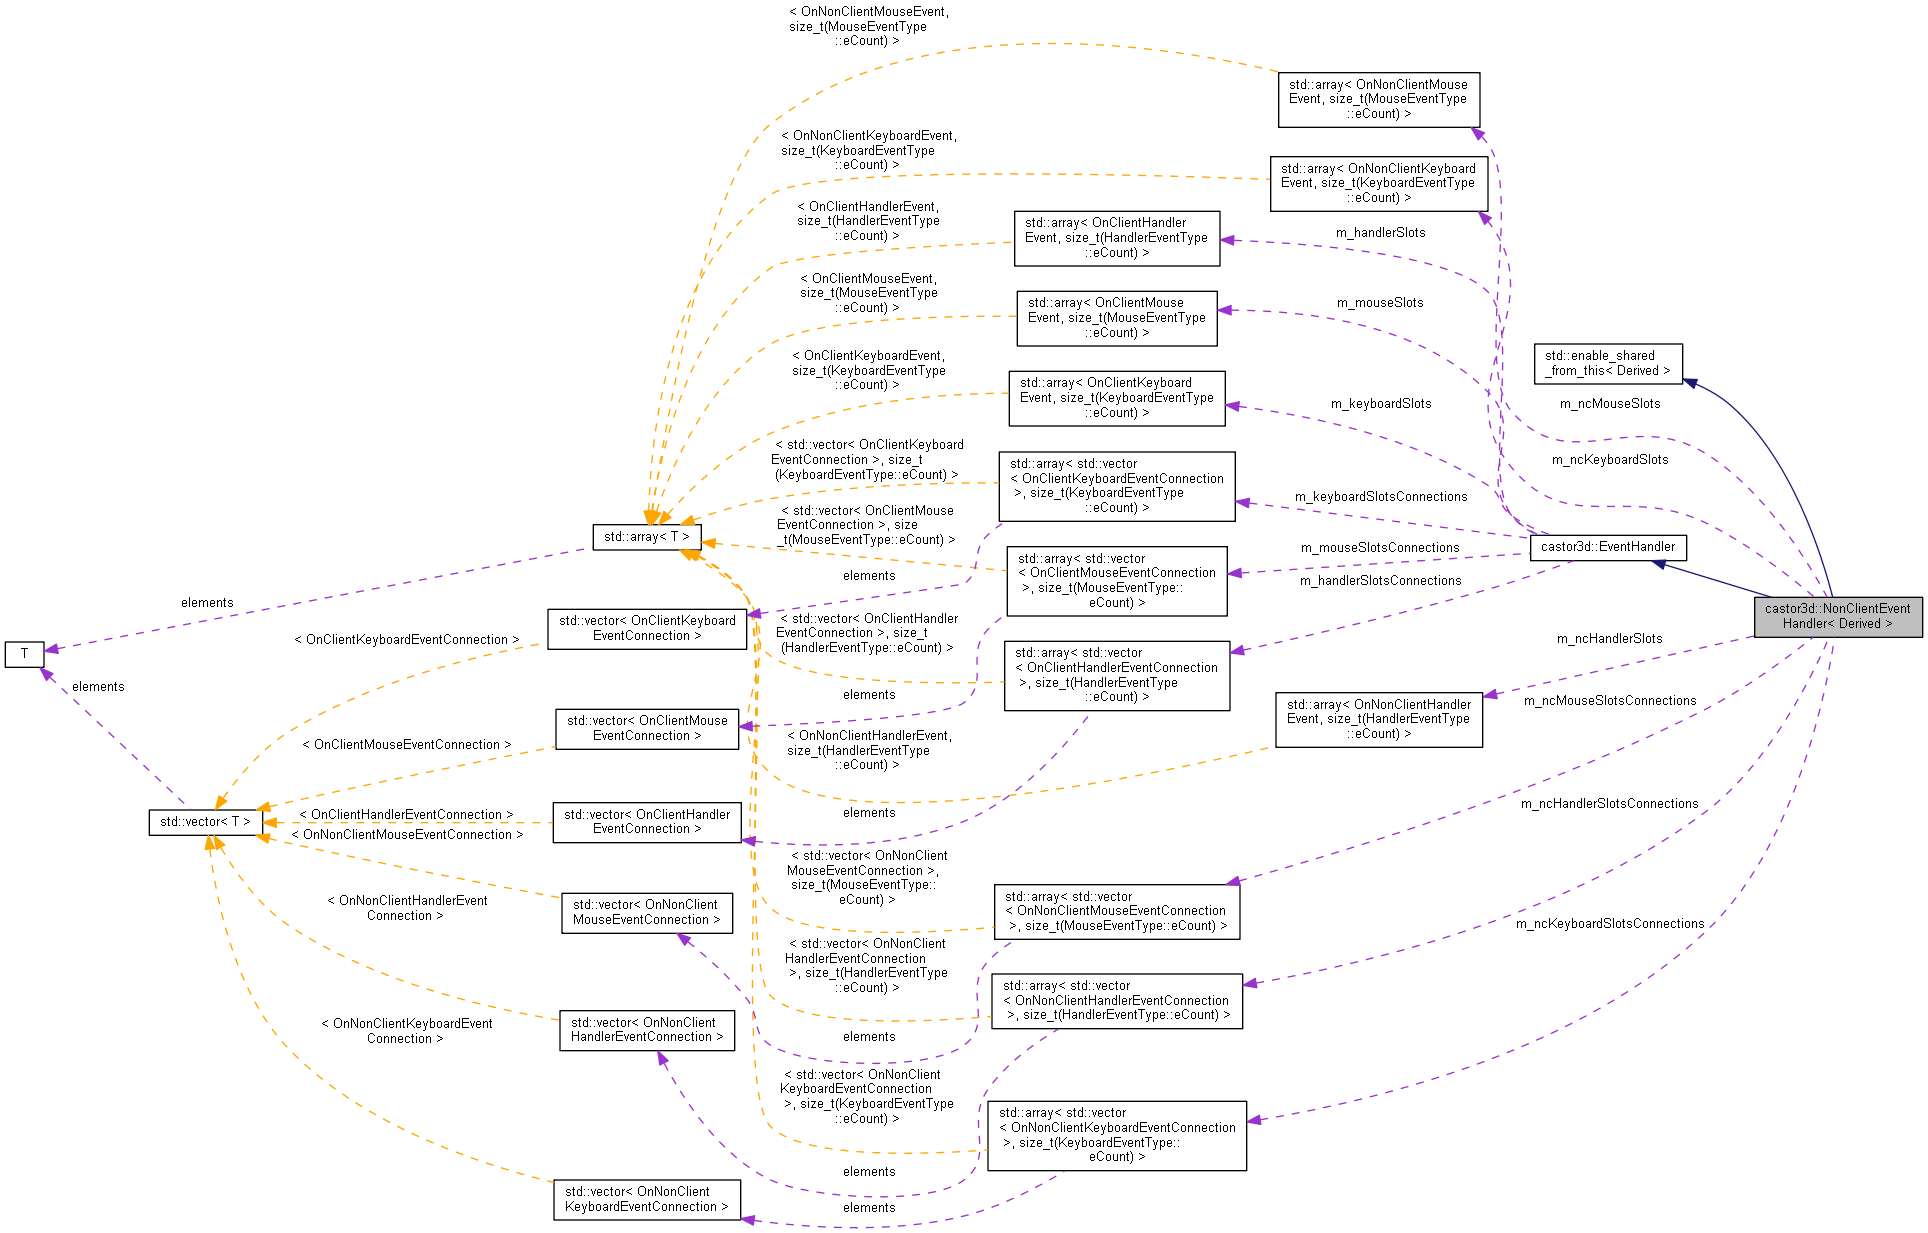 < OnNonClientMouseEvent,
size_t(MouseEventType
::eCount) >
std::array< OnNonClientMouse
Event, size_t(MouseEventType
::eCount) >
< OnNonClientKeyboardEvent,
size_t(KeyboardEventType
::eCount) >
std::array< OnNonClientKeyboard
Event, size_t(KeyboardEventType
::eCount) >
< OnClientHandlerEvent,
size_t(HandlerEventType
::eCount) >
std::array< OnClientHandler
Event, size_t(HandlerEventType
::eCount) >
m_handlerSlots
< OnClientMouseEvent,
size_t(MouseEventType
::eCount) >
std::array< OnClientMouse
Event, size_t(MouseEventType
::eCount) >
m_mouseSlots
std::enable_shared
_from_this< Derived >
< OnClientKeyboardEvent,
size_t(KeyboardEventType
::eCount) >
std::array< OnClientKeyboard
Event, size_t(KeyboardEventType
::eCount) >
m_keyboardSlots
m_ncMouseSlots
< std::vector< OnClientKeyboard
EventConnection >, size_t
(KeyboardEventType::eCount) >
std::array< std::vector
< OnClientKeyboardEventConnection
>, size_t(KeyboardEventType
::eCount) >
m_ncKeyboardSlots
m_keyboardSlotsConnections
< std::vector< OnClientMouse
EventConnection >, size
_t(MouseEventType::eCount) >
std::array< T >
std::array< std::vector
< OnClientMouseEventConnection
>, size_t(MouseEventType::
eCount) >
m_mouseSlotsConnections
castor3d::EventHandler
elements
m_handlerSlotsConnections
elements
castor3d::NonClientEvent
Handler< Derived >
std::vector< OnClientKeyboard
EventConnection >
< OnClientKeyboardEventConnection >
< std::vector< OnClientHandler
EventConnection >, size_t
(HandlerEventType::eCount) >
std::array< std::vector
< OnClientHandlerEventConnection
>, size_t(HandlerEventType
::eCount) >
m_ncHandlerSlots
T
elements
elements
std::array< OnNonClientHandler
Event, size_t(HandlerEventType
::eCount) >
m_ncMouseSlotsConnections
std::vector< OnClientMouse
EventConnection >
< OnClientMouseEventConnection >
< OnNonClientHandlerEvent,
size_t(HandlerEventType
::eCount) >
std::vector< T >
< OnClientHandlerEventConnection >
std::vector< OnClientHandler
EventConnection >
elements
m_ncHandlerSlotsConnections
< OnNonClientMouseEventConnection >
< std::vector< OnNonClient
MouseEventConnection >,
size_t(MouseEventType::
eCount) >
std::array< std::vector
< OnNonClientMouseEventConnection
>, size_t(MouseEventType::eCount) >
< OnNonClientHandlerEvent
Connection >
std::vector< OnNonClient
MouseEventConnection >
m_ncKeyboardSlotsConnections
< std::vector< OnNonClient
HandlerEventConnection
>, size_t(HandlerEventType
::eCount) >
std::array< std::vector
< OnNonClientHandlerEventConnection
>, size_t(HandlerEventType::eCount) >
< OnNonClientKeyboardEvent
Connection >
std::vector< OnNonClient
HandlerEventConnection >
elements
< std::vector< OnNonClient
KeyboardEventConnection
>, size_t(KeyboardEventType
::eCount) >
std::array< std::vector
< OnNonClientKeyboardEventConnection
>, size_t(KeyboardEventType::
eCount) >
elements
std::vector< OnNonClient
KeyboardEventConnection >
elements